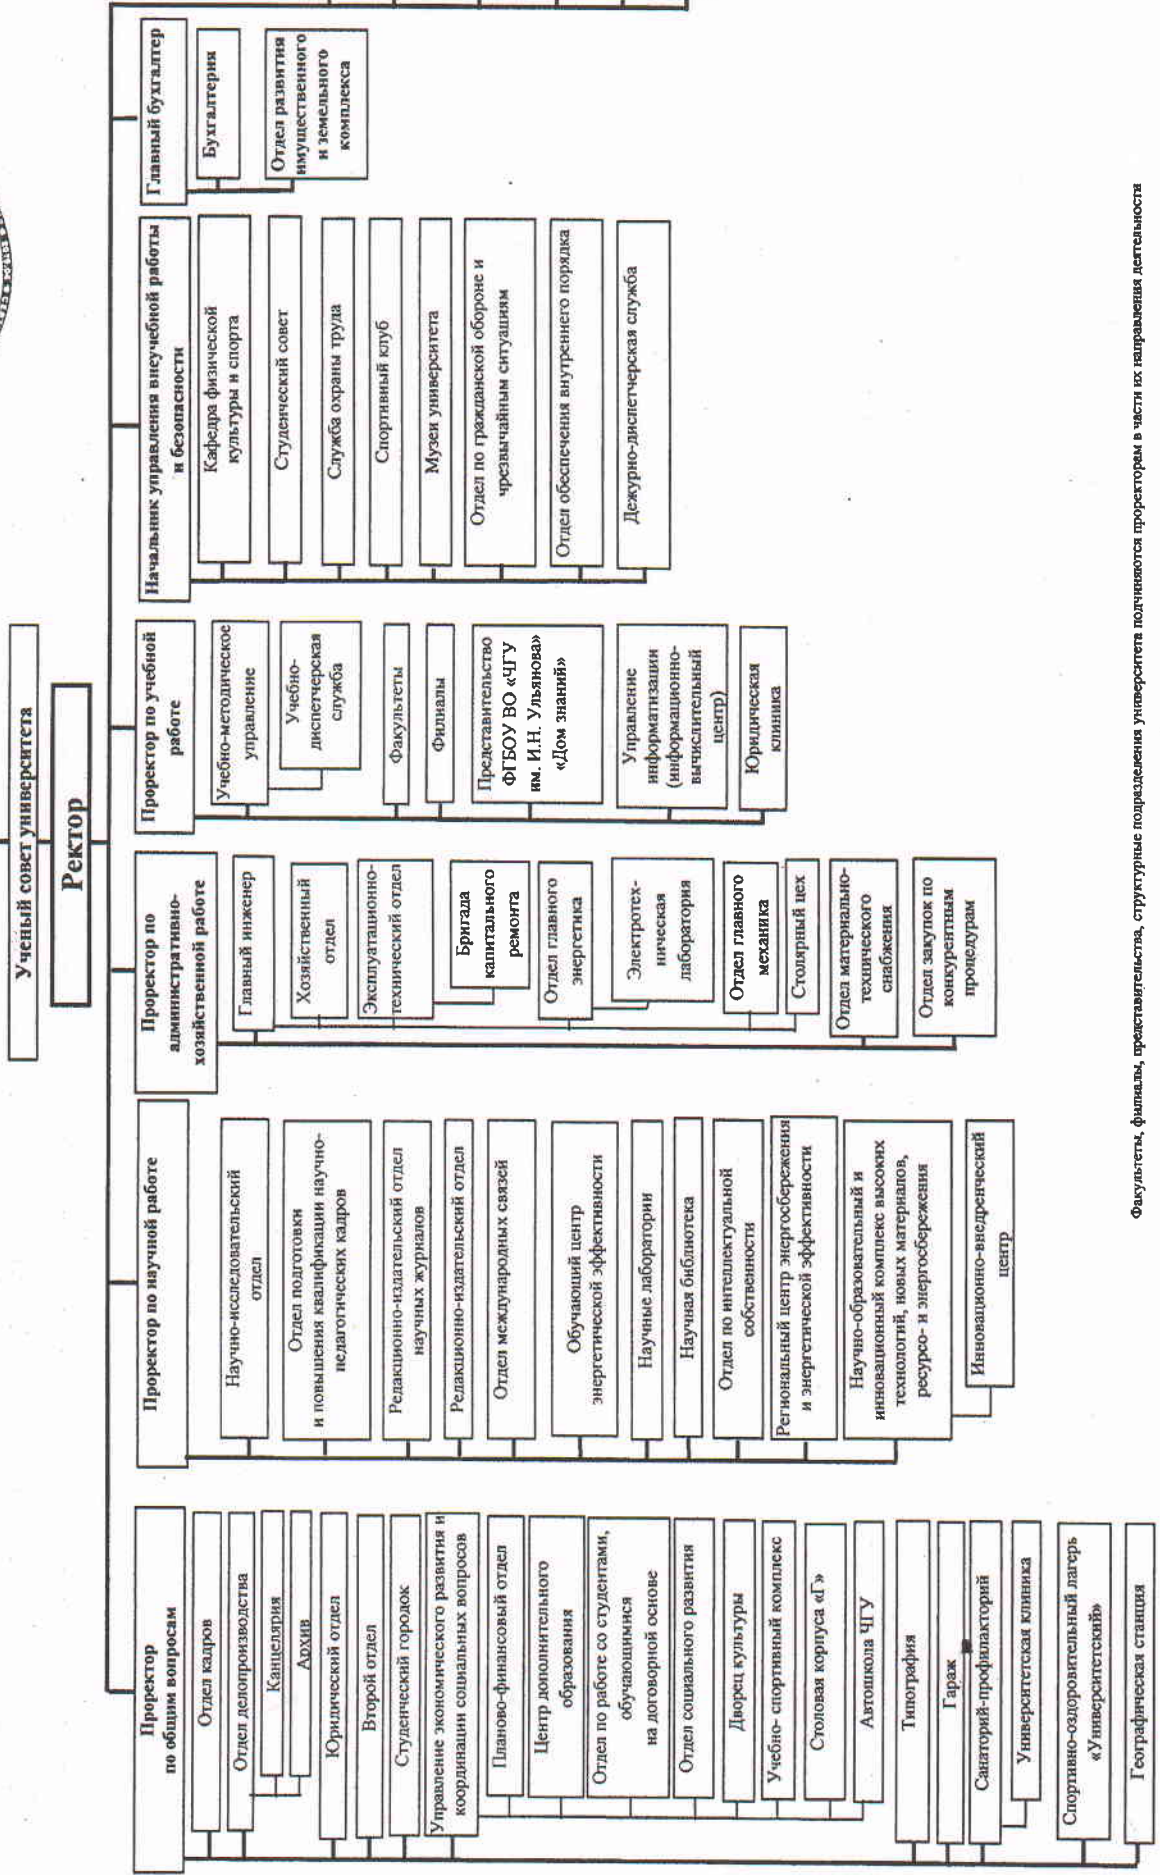 Ученый совет университета
Ректор
Проректор
по общим вопросам
Отдел кадров
Отдел делопроизводства
Канцелярия
Архив
Юридический отдел
Второй отдел
Студенческий городок
Управление экономического развития и
координации социальных вопросов
Планово-финансовый отдел
Центр дополнительного
образования
Отдел по работе со студентами,
обучающимися
на договорной основе
Отдел социального развития
Дворец культуры
Учебно- спортивный комплекс
Столовая корпуса «Г»
Автошкола ЧГУ
Типография
Гараж
Санаторий-профилакторий
Университетская клиника
Спортивно-оздоровительный лагерь
«Университетский»
Географическая станция
Проректор по научной работе
Научно-исследовательский
отдел
Отдел подготовки
и повышения квалификации научно-
педагогических кадров
Редакционно-издательский отдел
научных журналов
Редакционно-издательский отдел
Отдел международных связей
Обучающий центр
энергетической эффективности
Научные лаборатории
Научная библиотека
Отдел по интеллектуальной
собственности
Региональный центр энергосбережения
и энергетической эффективности
Научно-образовательный и
инновационный комплекс высоких
технологий, новых материалов,
ресурсо- и энергосбережения
Инновационно-внедренческий
центр
Проректор по
административно-
хозяйственной работе
Главный инженер
Хозяйственный
отдел
Эксплуатационно-
технический отдел
Бригада
капитального
ремонта
Отдел главного
энергетика
Электротех-
ническая
лаборатория
Отдел главного
механика
Столярный цех
Отдел материально-
технического
снабжения
Отдел закупок по
конкурентным
процедурам
Проректор по учебной
работе
Учебно-методическое
управление
Учебно-
диспетчерская
служба
Факультеты
Филиалы
Представительство
ФГБОУ ВО «ЧГУ
им. И.Н. Ульянова»
«Дом знаний»
Управление
информатизации
(информационно-
вычислительный
центр)
Юридическая
клиника
Начальник управления внеучебной работы
и безопасности
Кафедра физической
культуры и спорта
Студенческий совет
Служба охраны труда
Спортивный клуб
Музеи университета
Отдел по гражданской обороне и
чрезвычайным ситуациям
Отдел обеспечения внутреннего порядка
Дежурно-диспетчерская служба
Главный бухгалтер
Бухгалтерия
Отдел развития
имущественного
и земельного
комплекса
Факультеты, филиалы, представительства, структурные подразделения университета подчиняются проректорам в части их направления деятельности